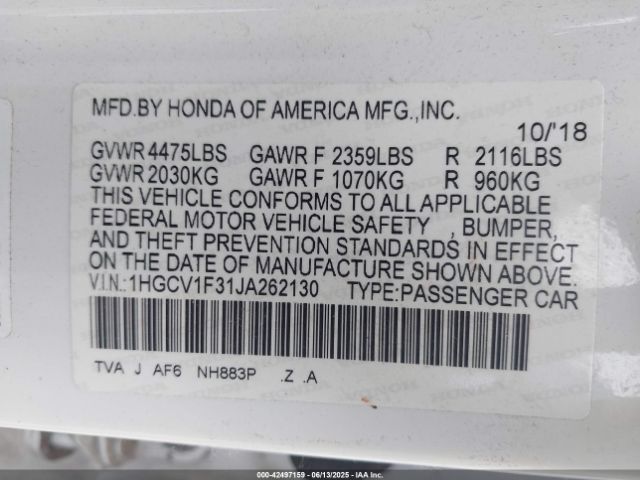 MFD.BY HONDA OF AMERICA MFG.,INC.
10/'18
GVWR 4475LBS GAWR F 2359LBS R 2116LBS
GVWR 2030KG GAWR F 1070KG R 960KG
THIS VEHICLE CONFORMS TO ALL APPLICABLE
FEDERAL MOTOR VEHICLE SAFETY , BUMPER,
AND THEFT PREVENTION STANDARDS IN EFFECT
ON THE DATE OF MANUFACTURE SHOWN ABOVE.
V.I.N.:1HGCV1F31JA262130 TYPE:PASSENGER CAR
TVA J AF6 NH883P .Z .A
000-42497159 - 06/13/2025 - IAA Inc.